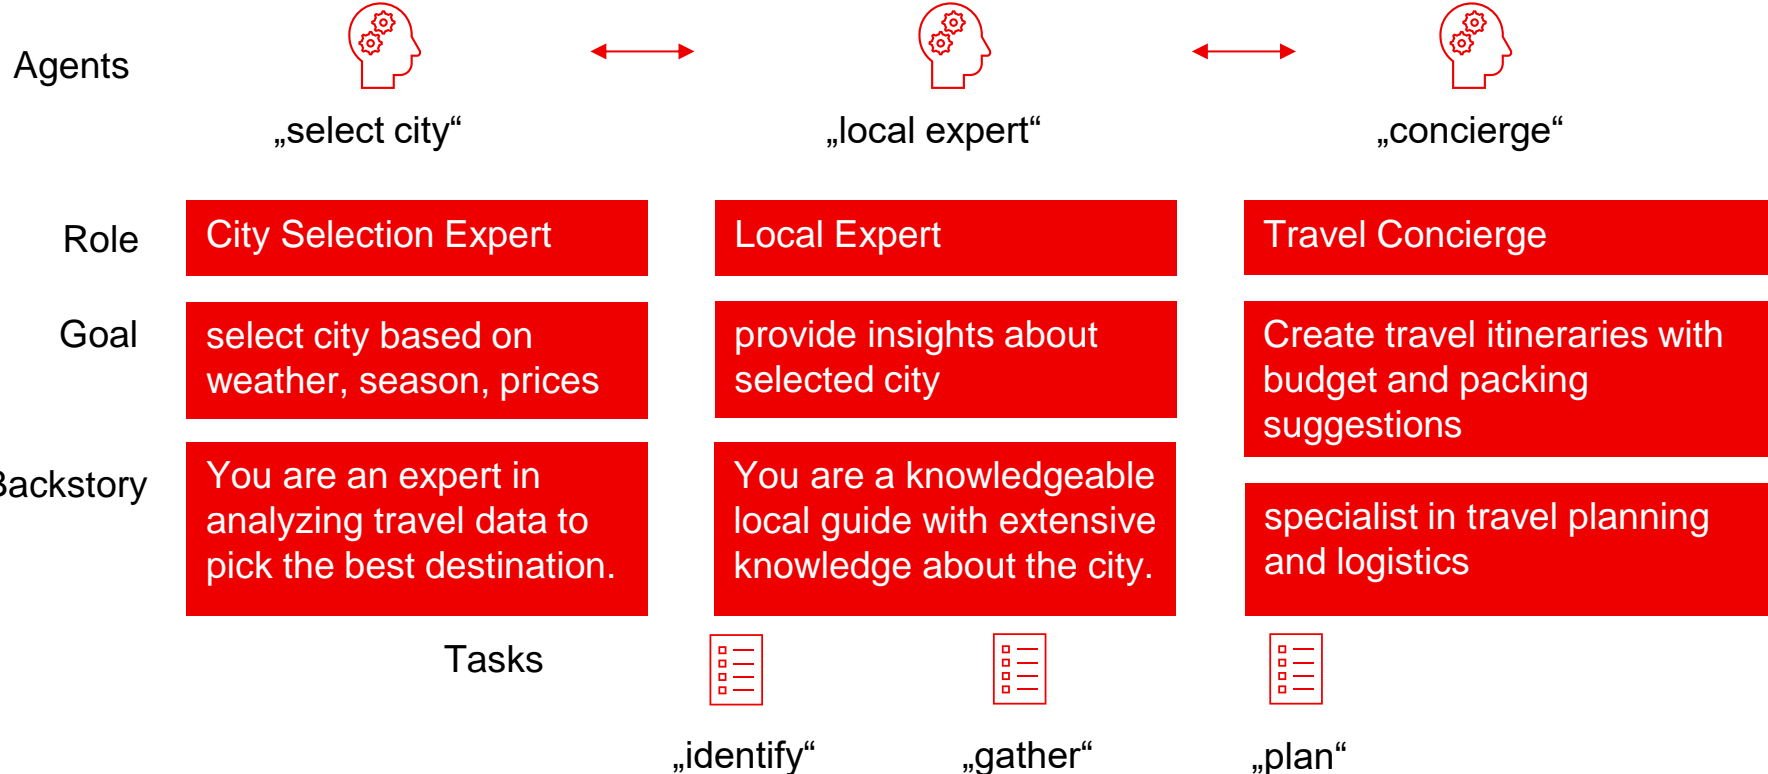 Agents
„select city“
„local expert“
„concierge“
Role
City Selection Expert
Local Expert
Travel Concierge
Goal
select city based on
weather, season, prices
provide insights about
selected city
Create travel itineraries with
budget and packing
suggestions
Backstory
You are an expert in
analyzing travel data to
pick the best destination.
You are a knowledgeable
local guide with extensive
knowledge about the city.
specialist in travel planning
and logistics
Tasks
„identify“
„gather“
„plan“